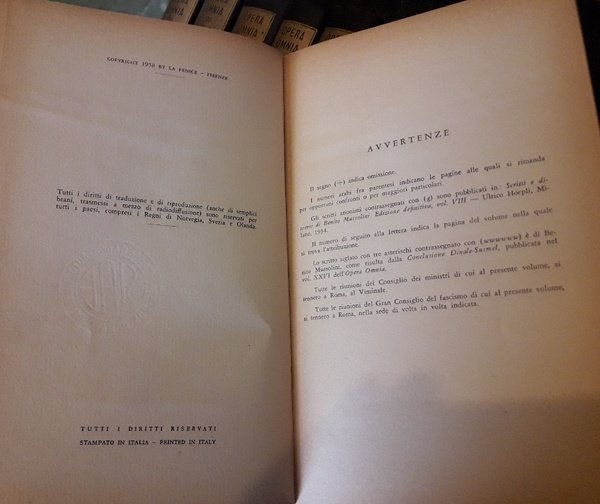 OPERA
OMNIA
OPERA
OMNIA
COPYRIGHT 1958 BY LA FENICE - FIRENZE
Tutti i diritti di traduzione e di riproduzione (anche di semplici
brani, trasmessi a mezzo di radiodiffusione) sono riservati per
tutti i paesi, compresi i Regni di Norvegia, Svezia e Olanda.
TUTTI I DIRITTI RISERVATI
STAMPATO IN ITALIA - PRINTED IN ITALY
AVVERTENZE
Il segno (÷) indica omissione.
I numeri arabi fra parentesi indicano le pagine alle quali si rimanda
per opportuni confronti o per maggiori particolari.
Gli scritti anonimi contrassegnati con (g) sono pubblicati in: Scritti e di-
scorsi di Benito Mussolini. Edizione definitiva, vol. VIII — Ulrico Hoepli, Mi-
lano, 1934.
Il numero di seguito alla lettera indica la pagina del volume nella quale
si trova l'attribuzione.
Lo scritto siglato con tre asterischi contrassegnato con (wwwwww) è di Be-
nito Mussolini, come risulta dalla Conclusione Dinale-Susmel, pubblicata nel
vol. XXVI dell'Opera Omnia.
Tutte le riunioni del Consiglio dei ministri di cui al presente volume, si
tennero a Roma, al Viminale.
Tutte le riunioni del Gran Consiglio del fascismo di cui al presente volume,
si tennero a Roma, nella sede di volta in volta indicata.